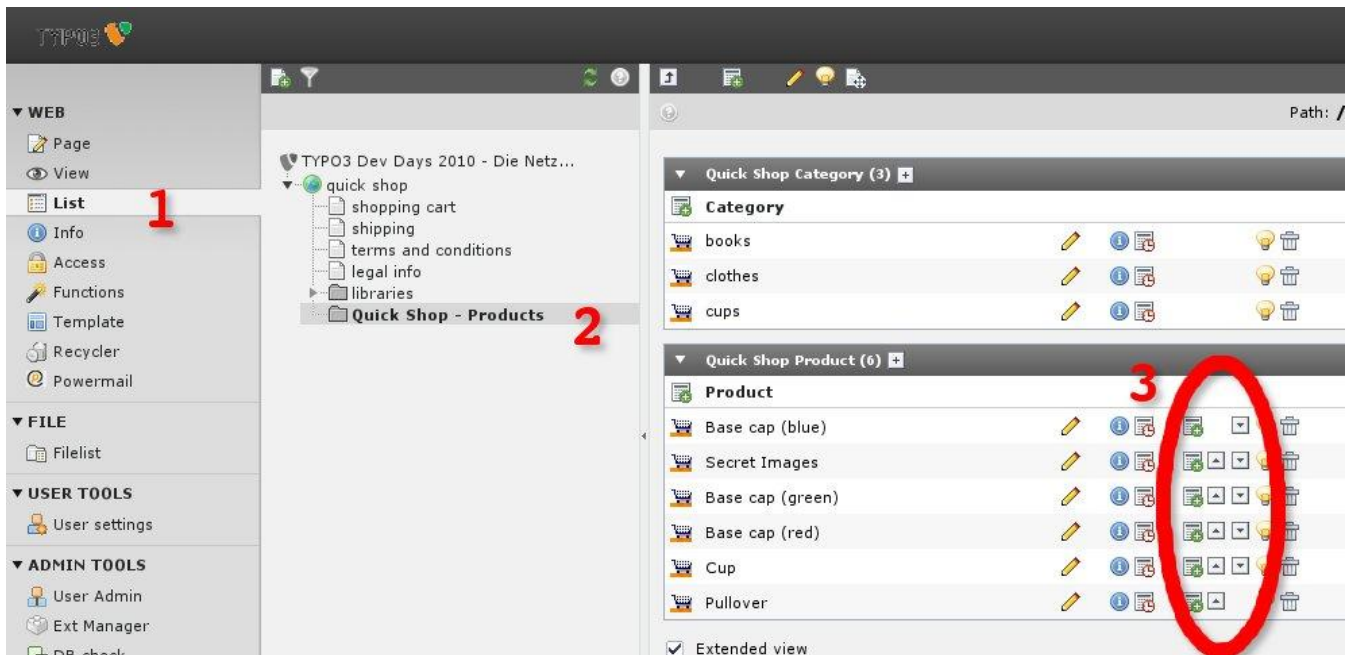 TYPO3
Path: /
WEB
Page
View
List
1
Info
Access
Functions
Template
Recycler
Powermail
FILE
Filelist
USER TOOLS
User settings
ADMIN TOOLS
User Admin
Ext Manager
DB check
TYPO3 Dev Days 2010 - Die Netz...
quick shop
shopping cart
shipping
terms and conditions
legal info
libraries
Quick Shop - Products
2
Quick Shop Category (3)
Category
books
clothes
cups
Quick Shop Product (6)
3
Product
Base cap (blue)
Secret Images
Base cap (green)
Base cap (red)
Cup
Pullover
Extended view